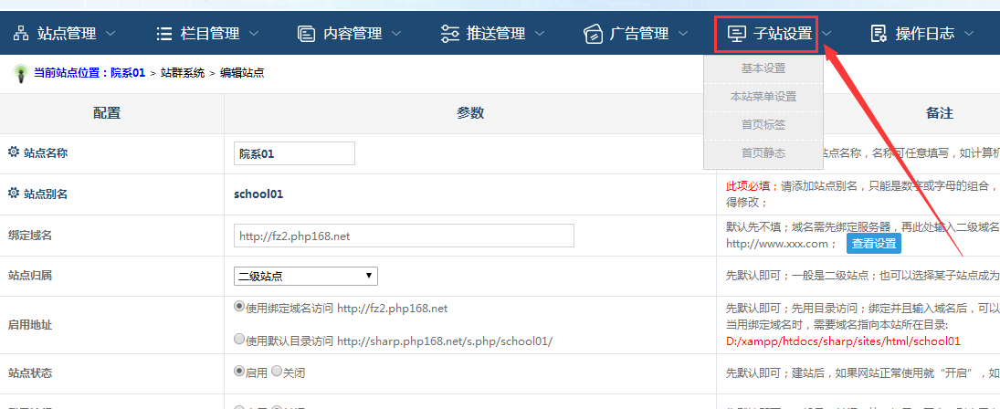 站点管理 栏目管理 内容管理 推送管理 广告管理 子站设置 操作日志
当前站点位置：院系01 > 站群系统 > 编辑站点
基本设置
本站菜单设置
首页标签
首页静态
配置 参数 备注
站点名称 院系01 站点名称，名称可任意填写，如计算机
站点别名 school01 此项必填；请添加站点别名，只能是数字或字母的组合，
得修改；
绑定域名 http://fz2.php168.net 默认先不填；域名需先绑定服务器，再此处输入二级域名
http://www.xxx.com； 查看设置
站点归属 二级站点 先默认即可；一般是二级站点；也可以选择某子站点成为
启用地址 使用绑定域名访问 http://fz2.php168.net 先默认即可；先用目录访问；绑定并且输入域名后，可以
当用绑定域名时，需要域名指向本站所在目录:
使用默认目录访问 http://sharp.php168.net/s.php/school01/ D:/xampp/htdocs/sharp/sites/html/school01
站点状态 启用 关闭 先默认即可；建站后，如果网站正常使用就“开启”，如